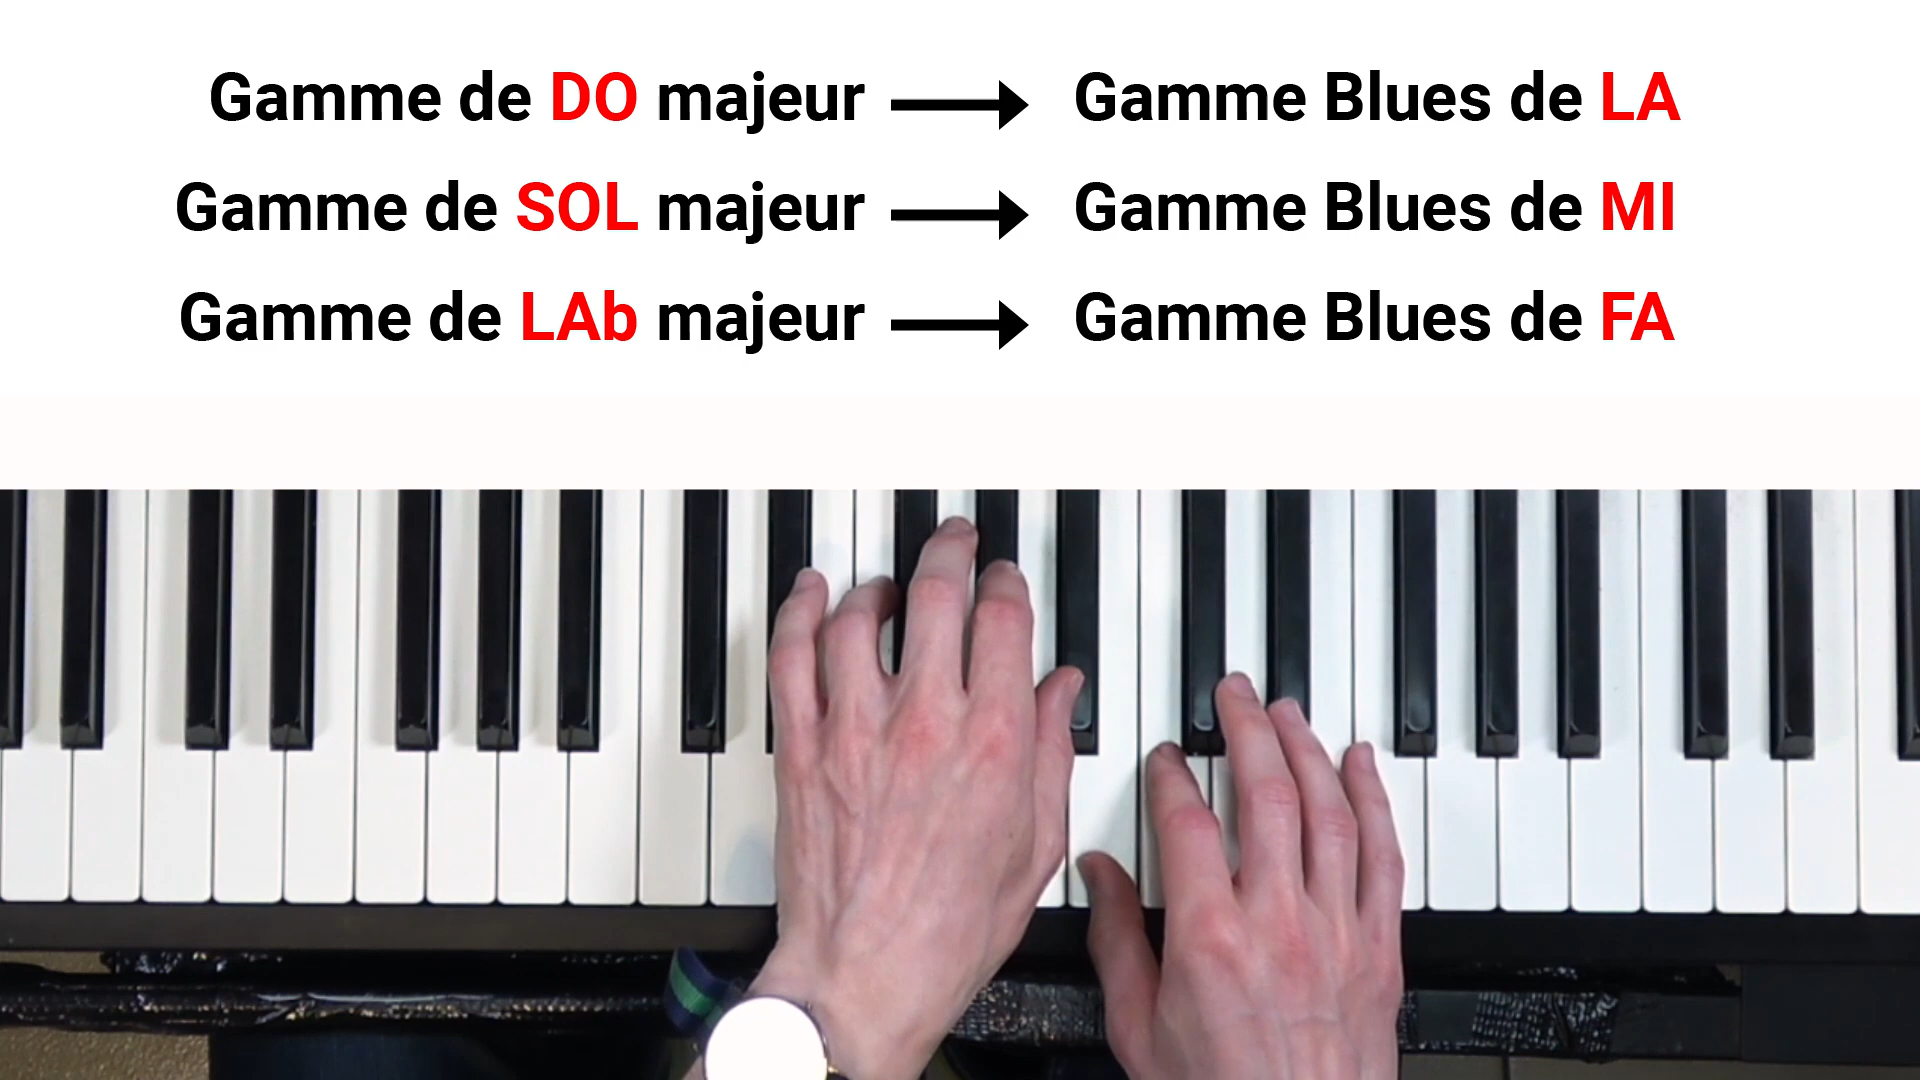 Gamme de DO majeur → Gamme Blues de LA
Gamme de SOL majeur → Gamme Blues de MI
Gamme de LAb majeur → Gamme Blues de FA